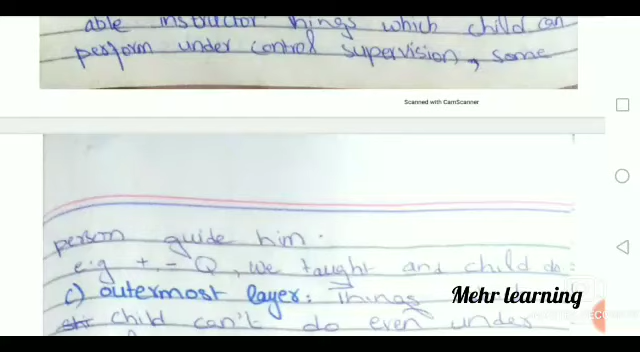 able instructor things which child can
perform under control supervision, some
Scanned with CamScanner
person guide him.
e.g +, - Q, we taught and child do.
c) outermost layer: Things
Mehr learning
child can't do even under